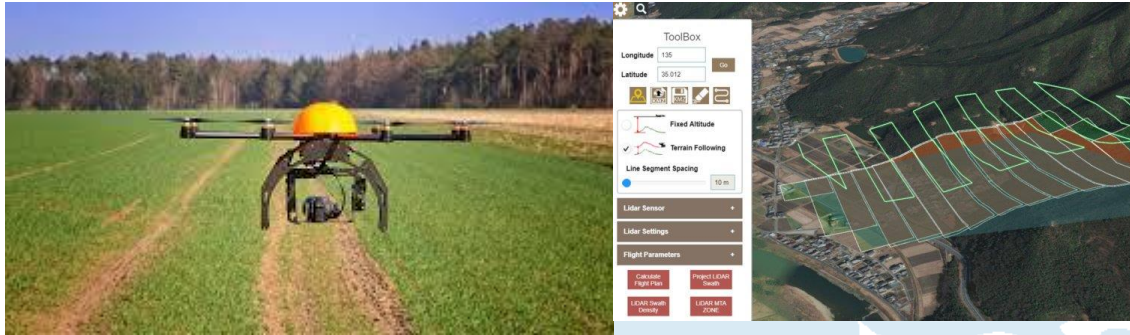 ToolBox
Longitude
135
Go
Latitude
35.012
Fixed Altitude
Terrain Following
Line Segment Spacing
10 m
Lidar Sensor
Lidar Settings
Flight Parameters
Calculate
Flight Plan
Project LiDAR
Swath
LiDAR Swath
Density
LiDAR MTA
ZONE